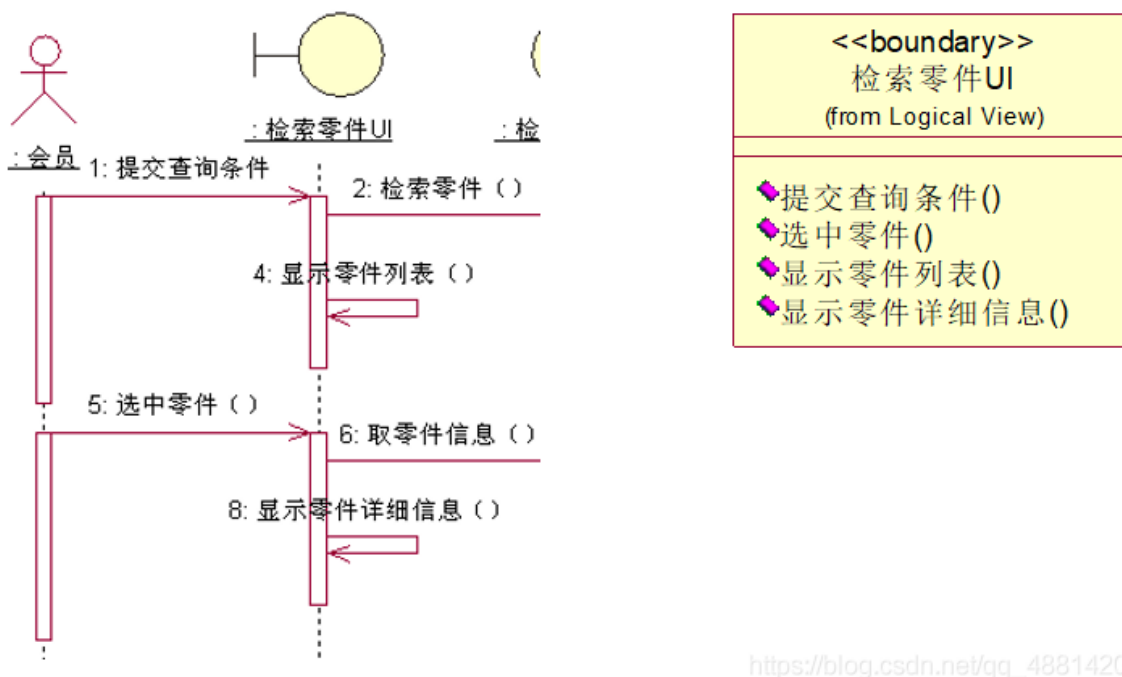 : 检索零件UI
: 检
: 会员
1: 提交查询条件
2: 检索零件（）
4: 显示零件列表（）
5: 选中零件（）
6: 取零件信息（）
8: 显示零件详细信息（）
<<boundary>>
检索零件UI
(from Logical View)
提交查询条件()
选中零件()
显示零件列表()
显示零件详细信息()
https://blog.csdn.net/qq_4881420